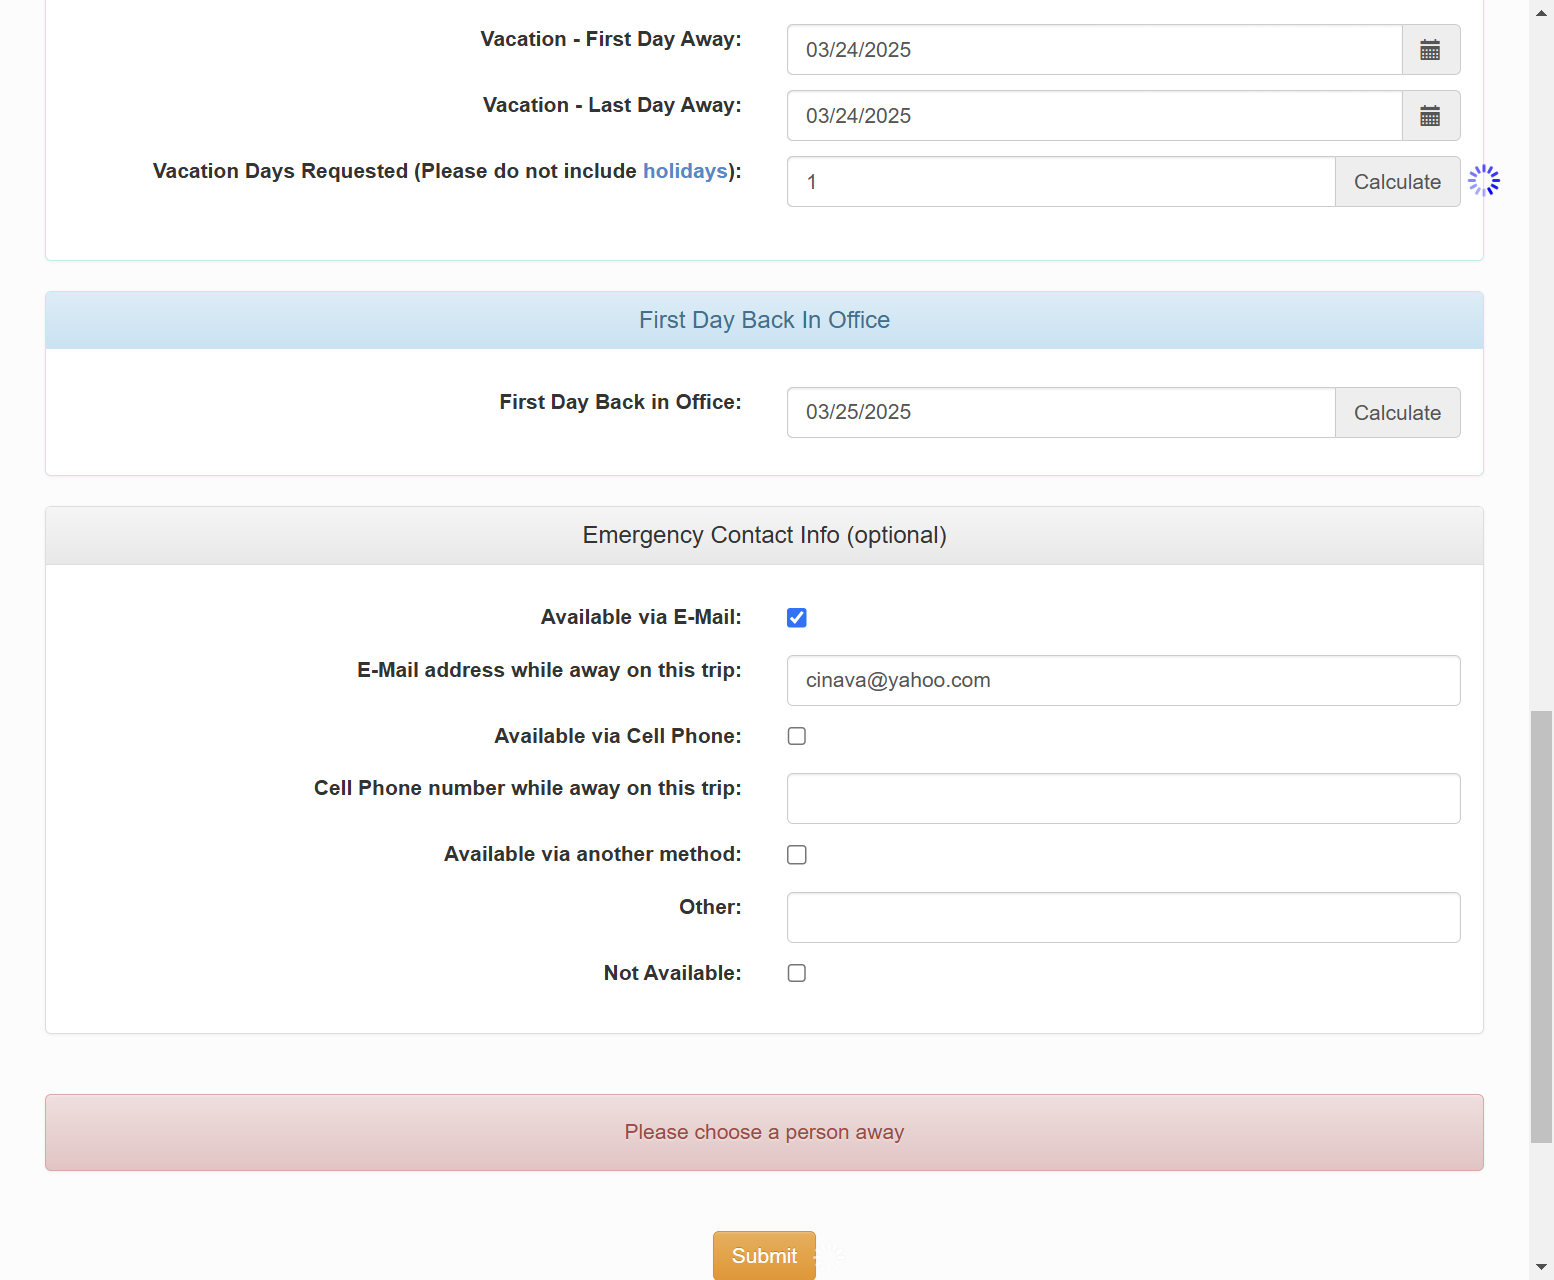 Vacation - First Day Away:
03/24/2025
Vacation - Last Day Away:
03/24/2025
Vacation Days Requested (Please do not include holidays):
1
Calculate
First Day Back In Office
First Day Back in Office:
03/25/2025
Calculate
Emergency Contact Info (optional)
Available via E-Mail:
E-Mail address while away on this trip:
cinava@yahoo.com
Available via Cell Phone:
Cell Phone number while away on this trip:
Available via another method:
Other:
Not Available:
Please choose a person away
Submit